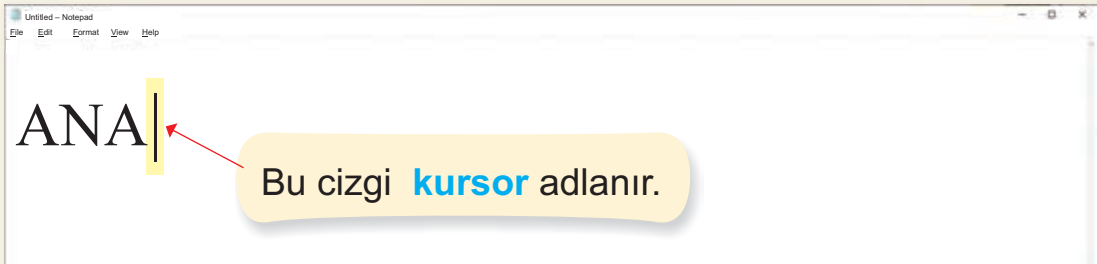 Untitled – Notepad
File Edit Format View Help
ANA
Bu cizgi kursor adlanır.